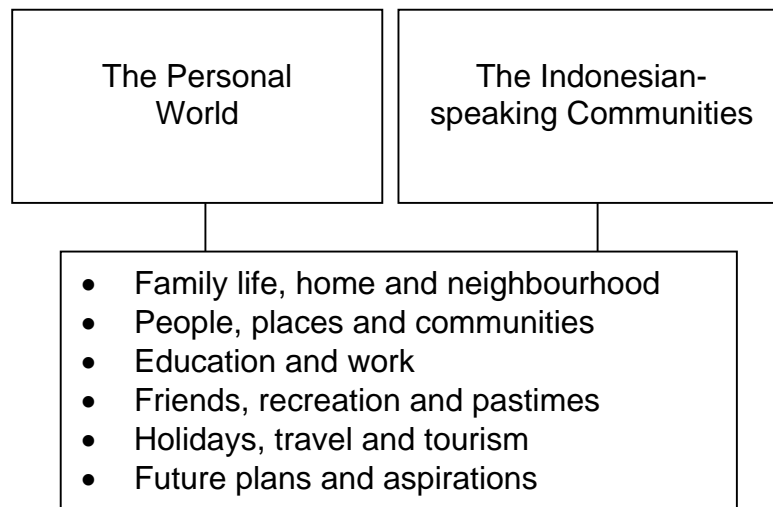 The Personal
World
The Indonesian-
speaking Communities
• Family life, home and neighbourhood
• People, places and communities
• Education and work
• Friends, recreation and pastimes
• Holidays, travel and tourism
• Future plans and aspirations